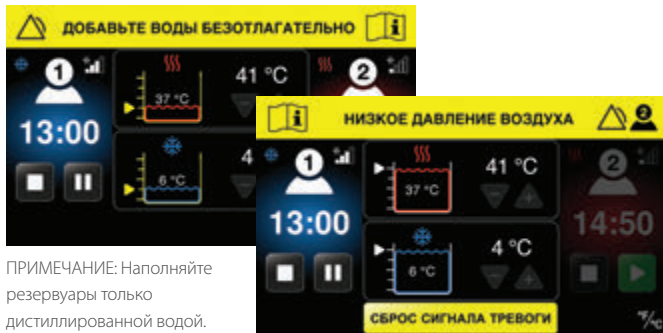 ДОБАВЬТЕ ВОДЫ БЕЗОТЛАГАТЕЛЬНО
1
2
41 °C
37 °C
13:00
4
6 °C
НИЗКОЕ ДАВЛЕНИЕ ВОЗДУХА
2
1
2
41 °C
37 °C
13:00
14:50
4 °C
6 °C
СБРОС СИГНАЛА ТРЕВОГИ
°F/°C
ПРИМЕЧАНИЕ: Наполняйте
резервуары только
дистиллированной водой.